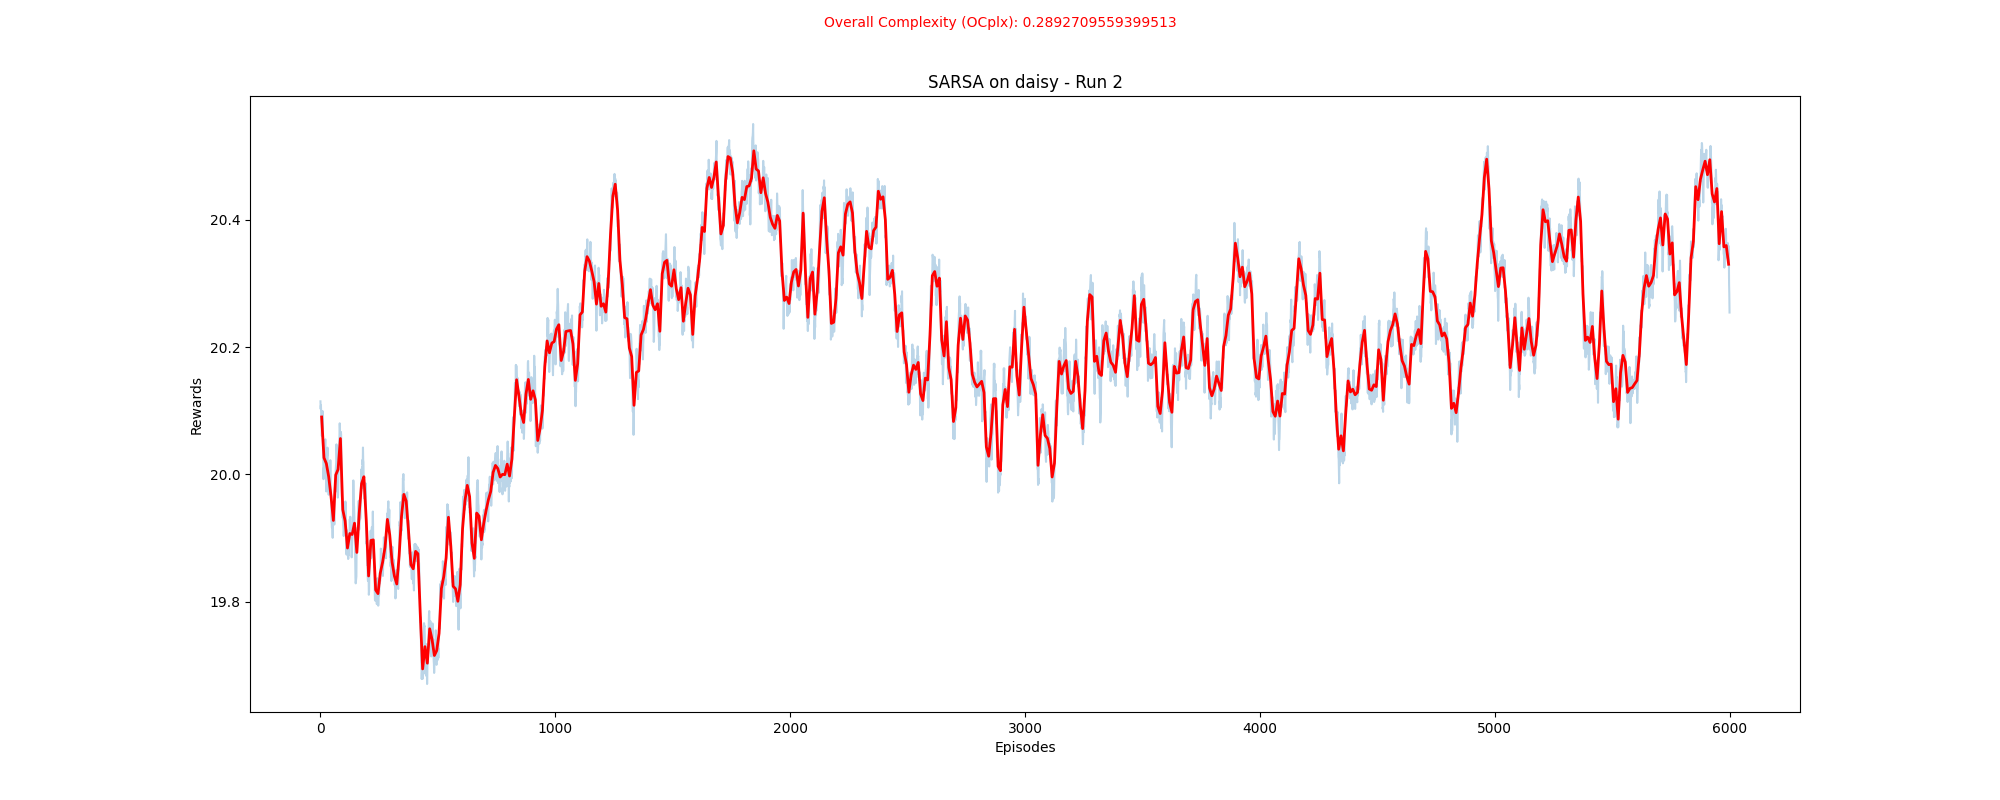 Overall Complexity (OCplx): 0.2892709559399513
SARSA on daisy - Run 2
Rewards
20.4
20.2
20.0
19.8
0 1000 2000 3000 4000 5000 6000
Episodes